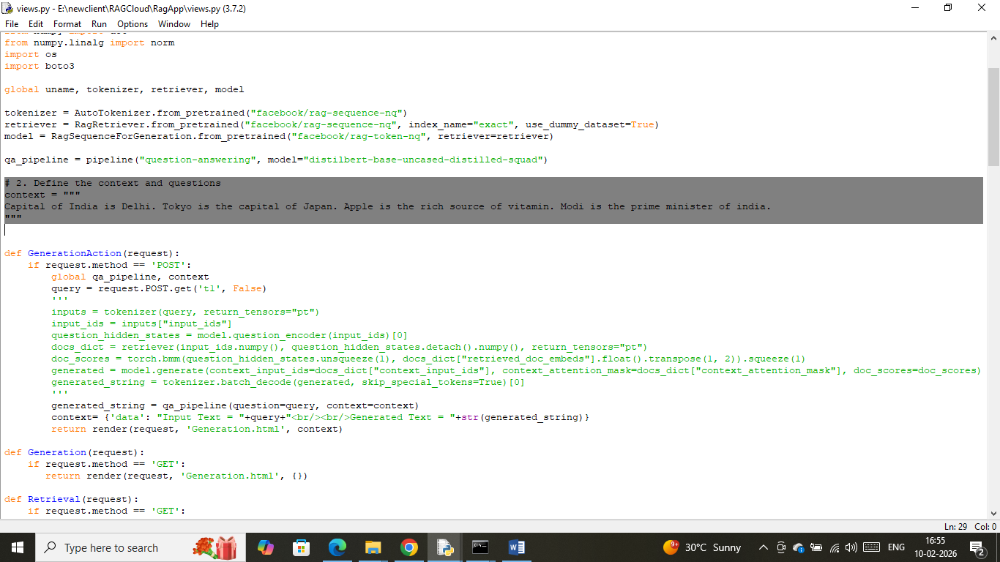 views.py - E:\newclient\RAGCloud\RagApp\views.py (3.7.2)
File Edit Format Run Options Window Help
from numpy.linalg import norm
import os
import boto3
global uname, tokenizer, retriever, model
tokenizer = AutoTokenizer.from_pretrained("facebook/rag-sequence-nq")
retriever = RagRetriever.from_pretrained("facebook/rag-sequence-nq", index_name="exact", use_dummy_dataset=True)
model = RagSequenceForGeneration.from_pretrained("facebook/rag-token-nq", retriever=retriever)
qa_pipeline = pipeline("question-answering", model="distilbert-base-uncased-distilled-squad")
# 2. Define the context and questions
context = """
Capital of India is Delhi. Tokyo is the capital of Japan. Apple is the rich source of vitamin. Modi is the prime minister of india.
"""
def GenerationAction(request):
    if request.method == 'POST':
        global qa_pipeline, context
        query = request.POST.get('t1', False)
        '''
        inputs = tokenizer(query, return_tensors="pt")
        input_ids = inputs["input_ids"]
        question_hidden_states = model.question_encoder(input_ids)[0]
        docs_dict = retriever(input_ids.numpy(), question_hidden_states.detach().numpy(), return_tensors="pt")
        doc_scores = torch.bmm(question_hidden_states.unsqueeze(1), docs_dict["retrieved_doc_embeds"].float().transpose(1, 2)).squeeze(1)
        generated = model.generate(context_input_ids=docs_dict["context_input_ids"], context_attention_mask=docs_dict["context_attention_mask"], doc_scores=doc_scores)
        generated_string = tokenizer.batch_decode(generated, skip_special_tokens=True)[0]
        '''
        generated_string = qa_pipeline(question=query, context=context)
        context= {'data': "Input Text = "+query+"<br/><br/>Generated Text = "+str(generated_string)}
        return render(request, 'Generation.html', context)
def Generation(request):
    if request.method == 'GET':
       return render(request, 'Generation.html', {})
def Retrieval(request):
    if request.method == 'GET':
Ln: 29 Col: 0
Type here to search
9+
30°C Sunny
ENG
16:55
10-02-2026
2